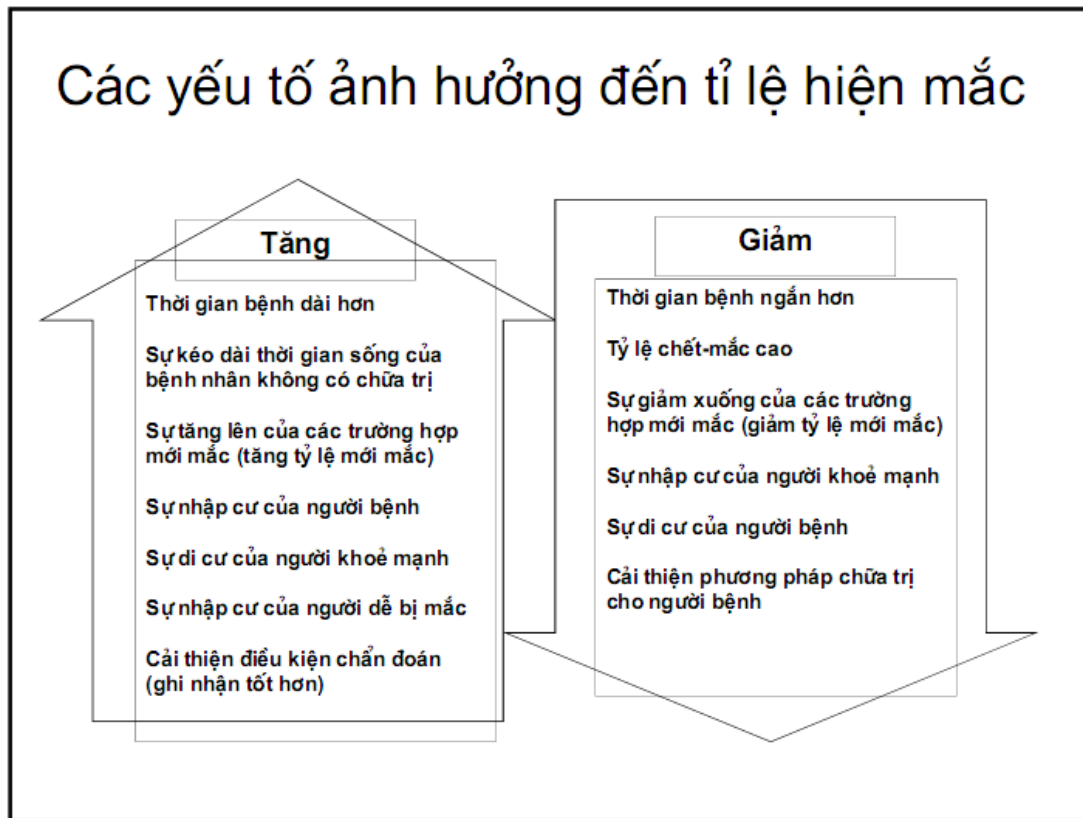 Các yếu tố ảnh hưởng đến tỉ lệ hiện mắc
Tăng
Thời gian bệnh dài hơn
Sự kéo dài thời gian sống của
bệnh nhân không có chữa trị
Sự tăng lên của các trường hợp
mới mắc (tăng tỷ lệ mới mắc)
Sự nhập cư của người bệnh
Sự di cư của người khoẻ mạnh
Sự nhập cư của người dễ bị mắc
Cải thiện điều kiện chẩn đoán
(ghi nhận tốt hơn)
Giảm
Thời gian bệnh ngắn hơn
Tỷ lệ chết-mắc cao
Sự giảm xuống của các trường
hợp mới mắc (giảm tỷ lệ mới mắc)
Sự nhập cư của người khoẻ mạnh
Sự di cư của người bệnh
Cải thiện phương pháp chữa trị
cho người bệnh